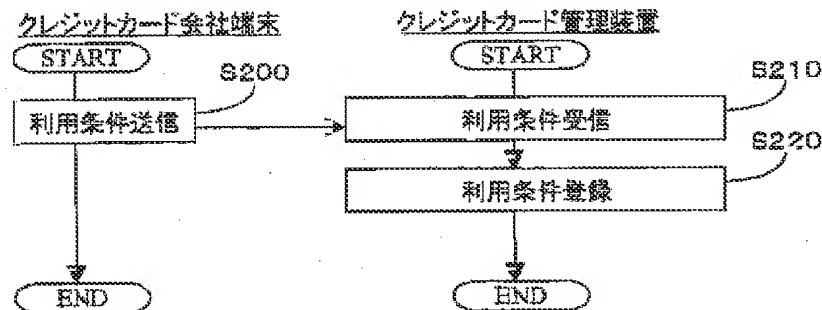 クレジットカード会社端末
クレジットカード管理装置
START
START
S200
S210
利用条件送信
利用条件受信
S220
利用条件登録
END
END